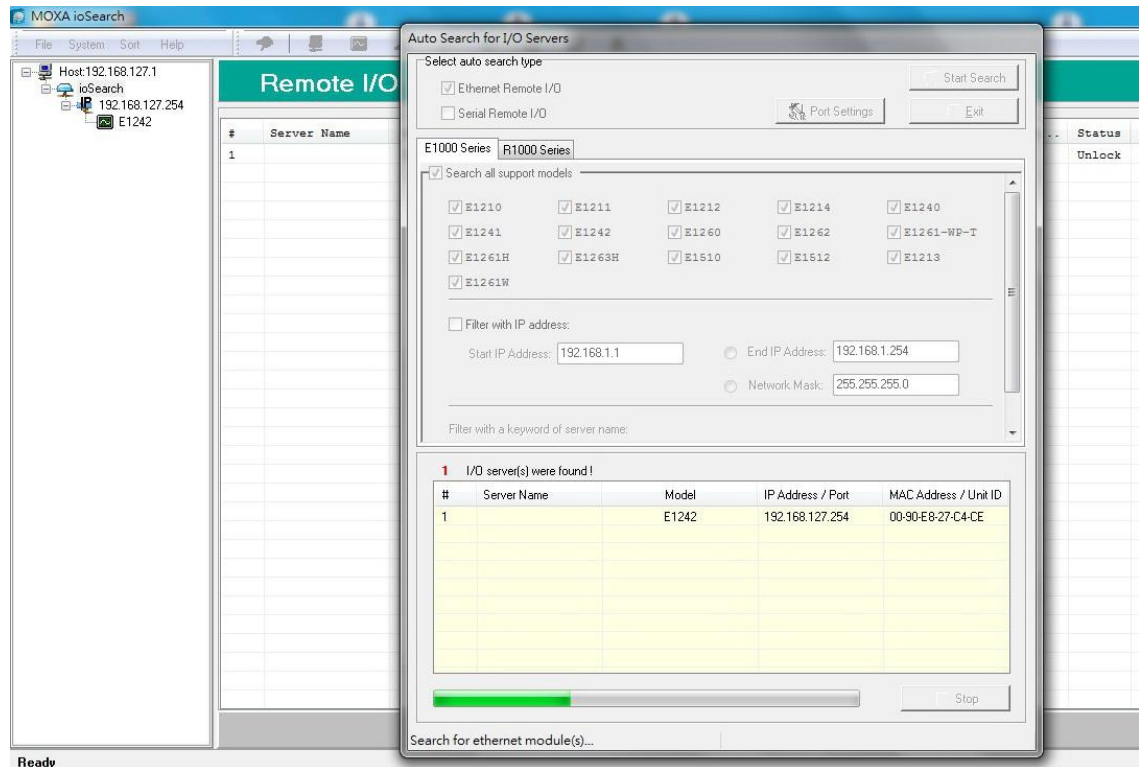 MOXA ioSearch
File System Sort Help
Host:192.168.127.1
ioSearch
192.168.127.254
E1242
Remote I/O
# Server Name .. Status
1 Unlock
Auto Search for I/O Servers
Select auto search type
Ethernet Remote I/O
Serial Remote I/O
Start Search
Port Settings
Exit
E1000 Series R1000 Series
Search all support models
E1210 E1211 E1212 E1214 E1240
E1241 E1242 E1260 E1262 E1261-WP-T
E1261H E1263H E1510 E1512 E1213
E1261W
Filter with IP address:
Start IP Address: 192.168.1.1 End IP Address: 192.168.1.254
Network Mask: 255.255.255.0
Filter with a keyword of server name:
1 I/O server(s) were found !
# Server Name Model IP Address / Port MAC Address / Unit ID
1 E1242 192.168.127.254 00-90-E8-27-C4-CE
Stop
Search for ethernet module(s)...
Ready